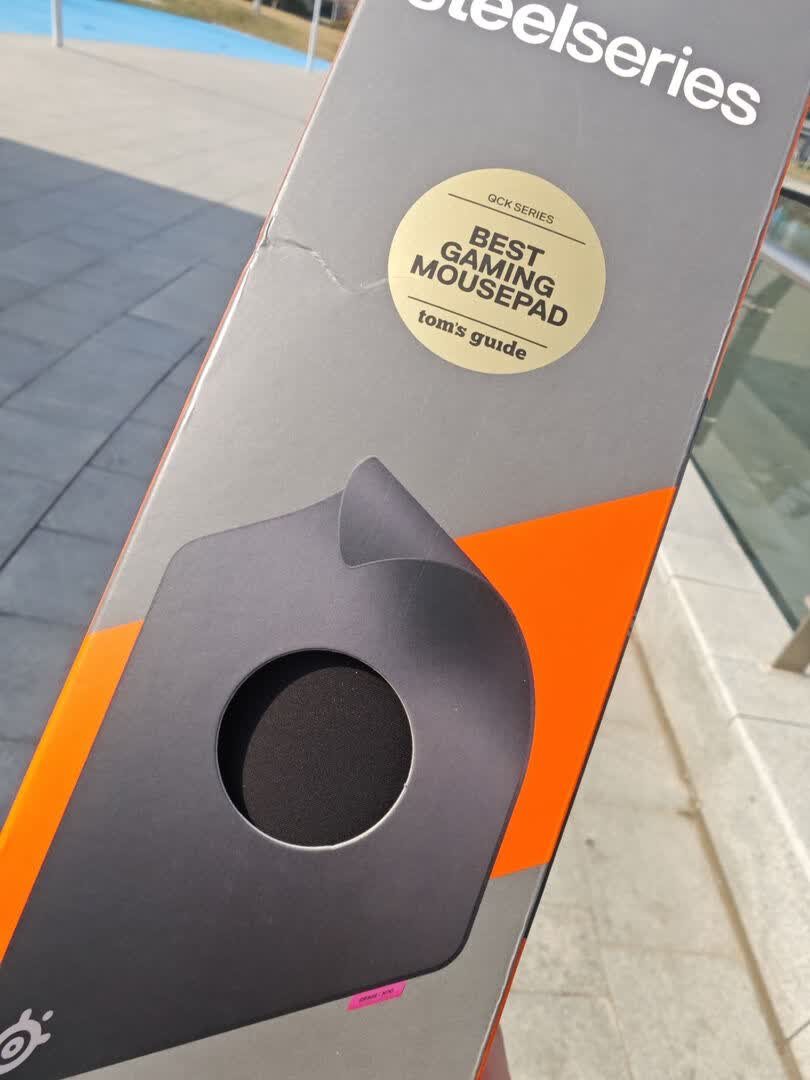 steelseries
QCK SERIES
BEST
GAMING
MOUSEPAD
tom's guide